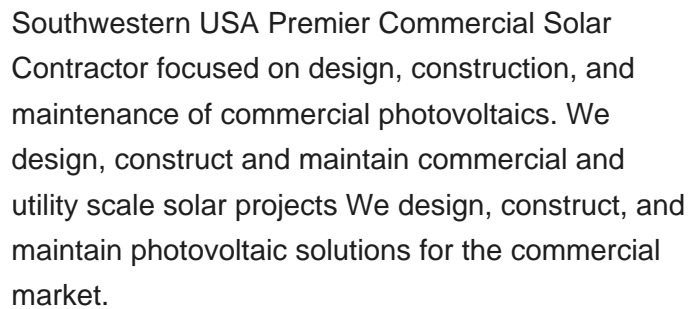 Southwestern USA Premier Commercial Solar
Contractor focused on design, construction, and
maintenance of commercial photovoltaics. We
design, construct and maintain commercial and
utility scale solar projects We design, construct, and
maintain photovoltaic solutions for the commercial
market.